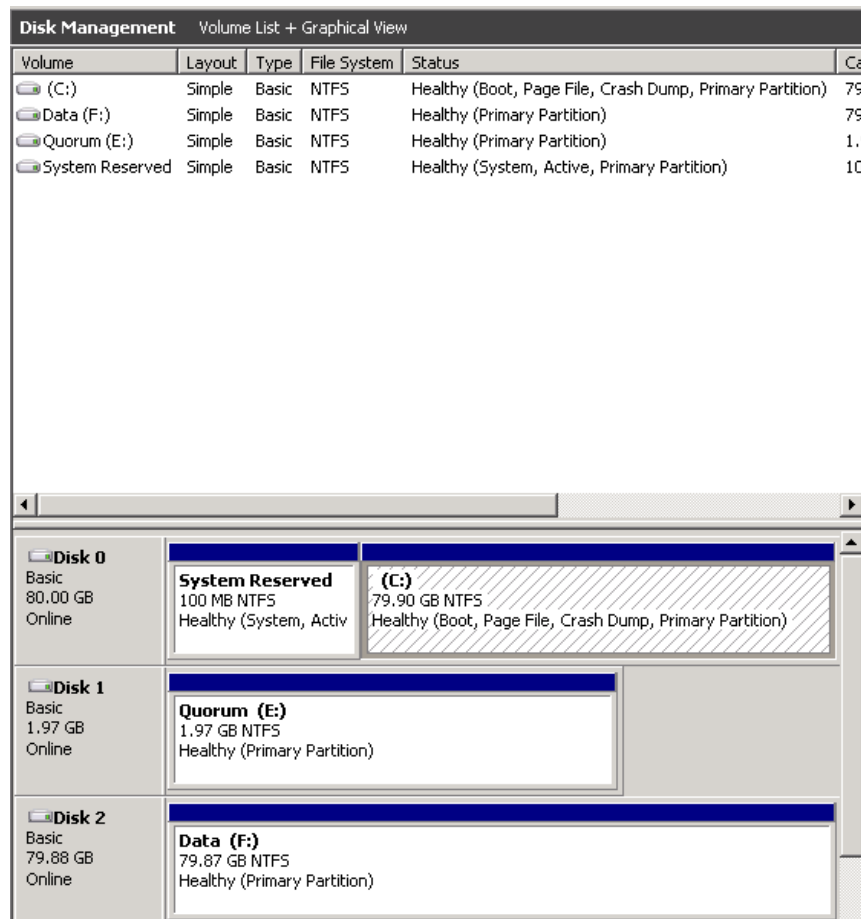 Disk Management Volume List + Graphical View
Volume Layout Type File System Status Ca
(C:) Simple Basic NTFS Healthy (Boot, Page File, Crash Dump, Primary Partition) 79
Data (F:) Simple Basic NTFS Healthy (Primary Partition) 79
Quorum (E:) Simple Basic NTFS Healthy (Primary Partition) 1.
System Reserved Simple Basic NTFS Healthy (System, Active, Primary Partition) 10
Disk 0
Basic
80.00 GB
Online
System Reserved
100 MB NTFS
Healthy (System, Activ
(C:)
79.90 GB NTFS
Healthy (Boot, Page File, Crash Dump, Primary Partition)
Disk 1
Basic
1.97 GB
Online
Quorum (E:)
1.97 GB NTFS
Healthy (Primary Partition)
Disk 2
Basic
79.88 GB
Online
Data (F:)
79.87 GB NTFS
Healthy (Primary Partition)